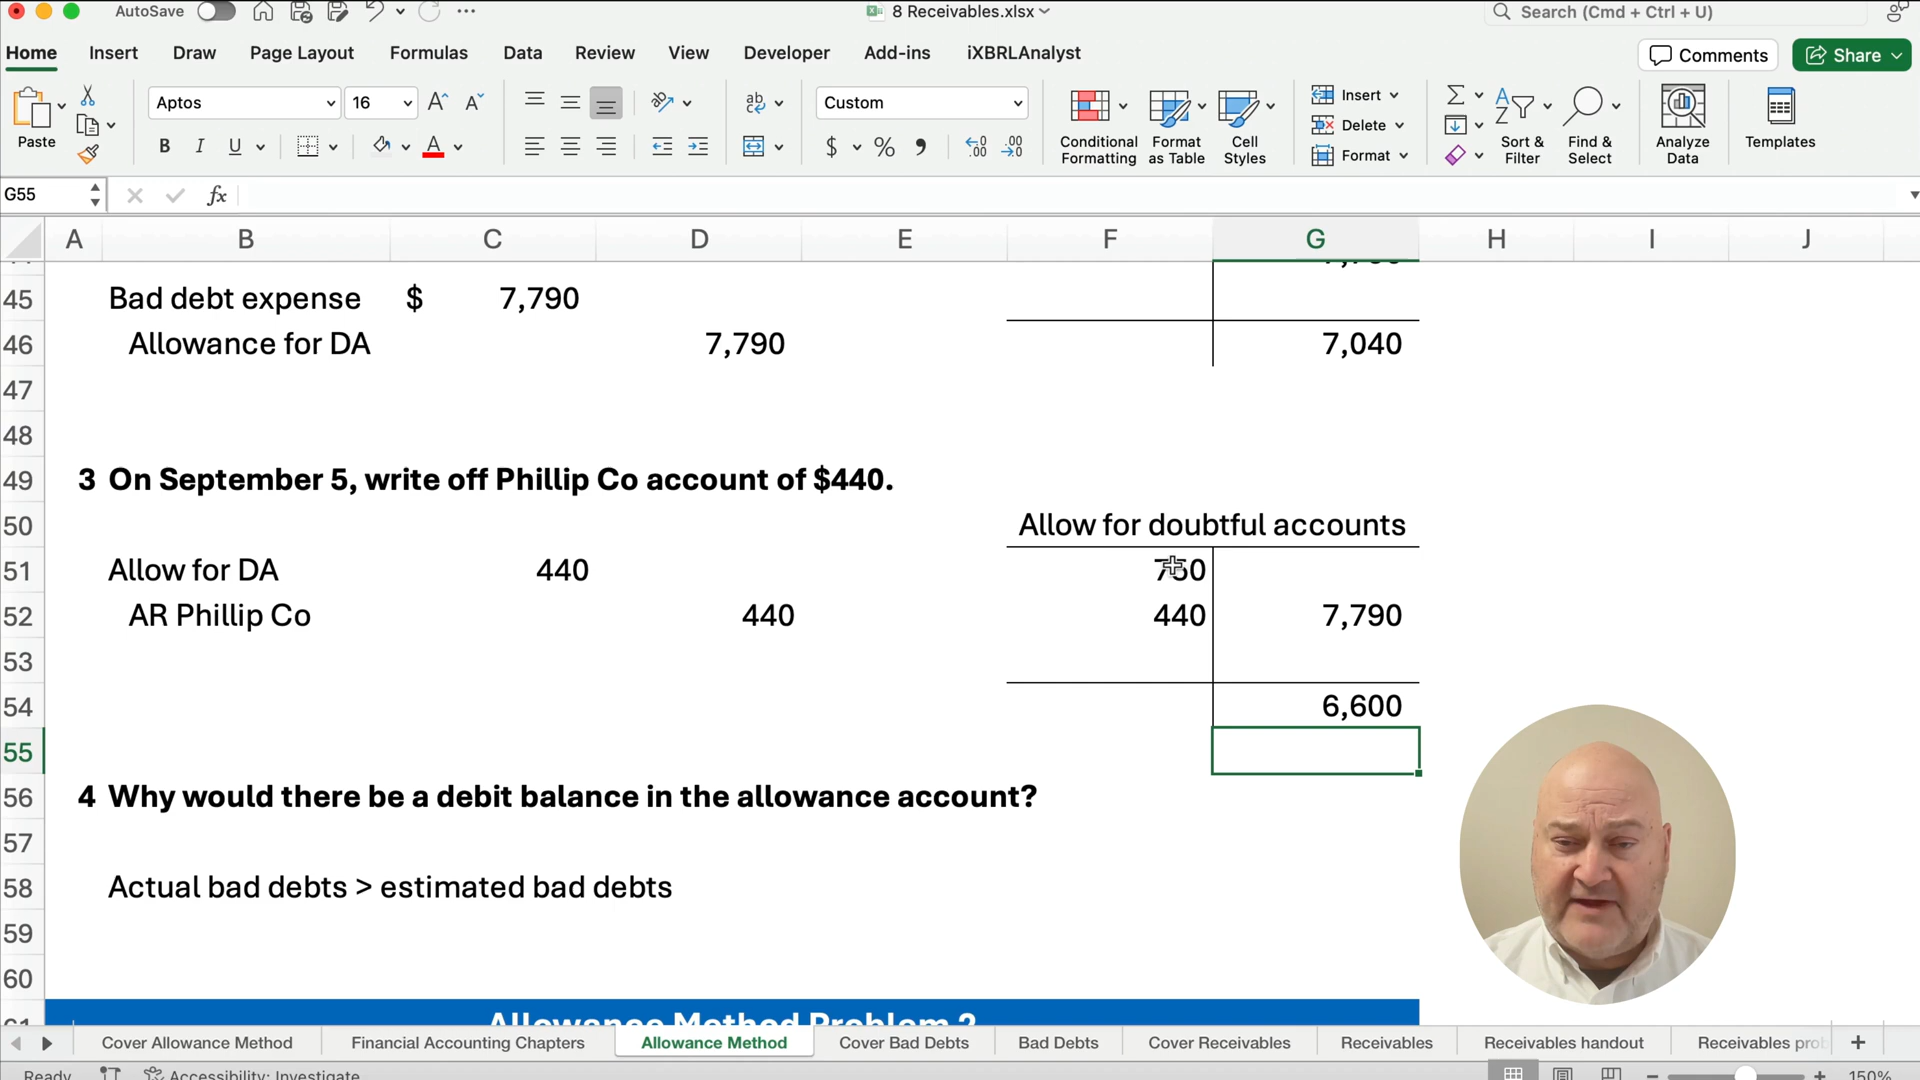 AutoSave
8 Receivables.xlsx
Search (Cmd + Ctrl + U)
Home Insert Draw Page Layout Formulas Data Review View Developer Add-ins iXBRLAnalyst
Comments Share
Paste
Aptos 16
B I U A
ab
Custom
$ %
Conditional Formatting
Format as Table
Cell Styles
Insert
Delete
Format
Sort & Filter
Find & Select
Analyze Data
Templates
G55 fx
A B C D E F G H I J
45 Bad debt expense $ 7,790
46 Allowance for DA 7,790 7,040
47
48
49 3 On September 5, write off Phillip Co account of $440.
50 Allow for doubtful accounts
51 Allow for DA 440 750
52 AR Phillip Co 440 440 7,790
53
54 6,600
55
56 4 Why would there be a debit balance in the allowance account?
57
58 Actual bad debts > estimated bad debts
59
60
61 Allowance Method Problem 2
Cover Allowance Method Financial Accounting Chapters Allowance Method Cover Bad Debts Bad Debts Cover Receivables Receivables Receivables handout Receivables pro
Ready Accessibility: Investigate 150%